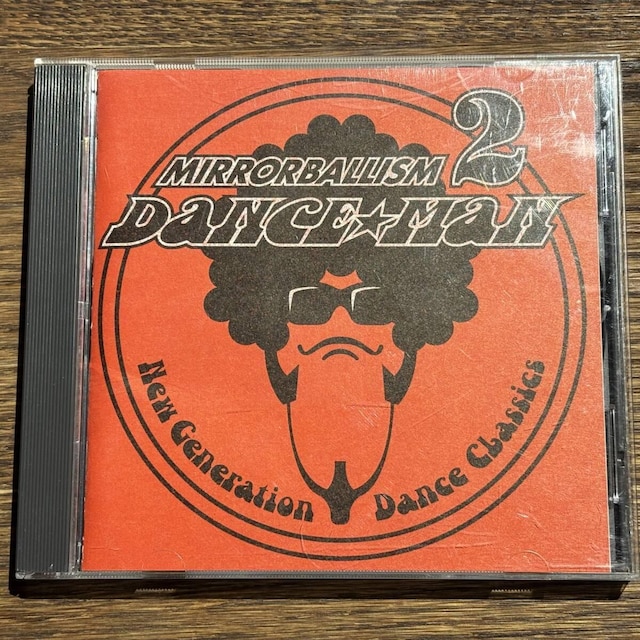 MIRRORBALLISM 2
DANCE★MAN
New Generation
Dance Classics